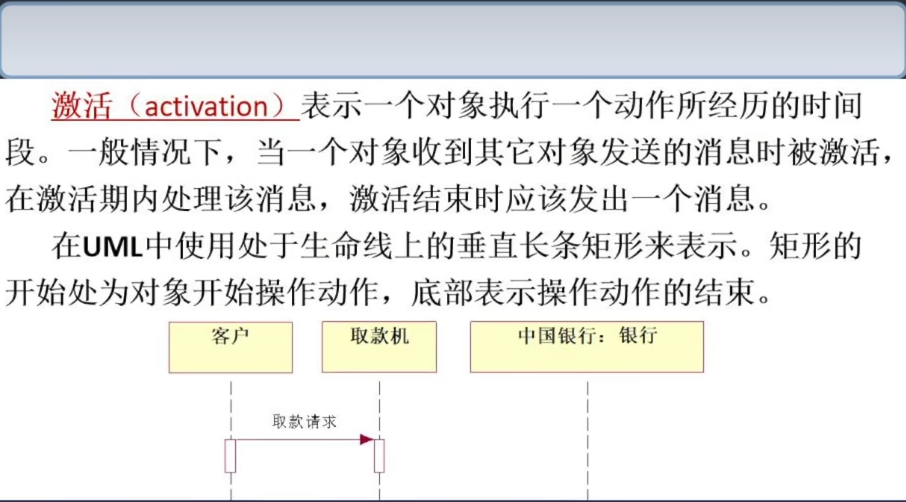 激活（activation）表示一个对象执行一个动作所经历的时间
段。一般情况下，当一个对象收到其它对象发送的消息时被激活，
在激活期内处理该消息，激活结束时应该发出一个消息。
在UML中使用处于生命线上的垂直长条矩形来表示。矩形的
开始处为对象开始操作动作，底部表示操作动作的结束。
客户
取款机
中国银行：银行
取款请求